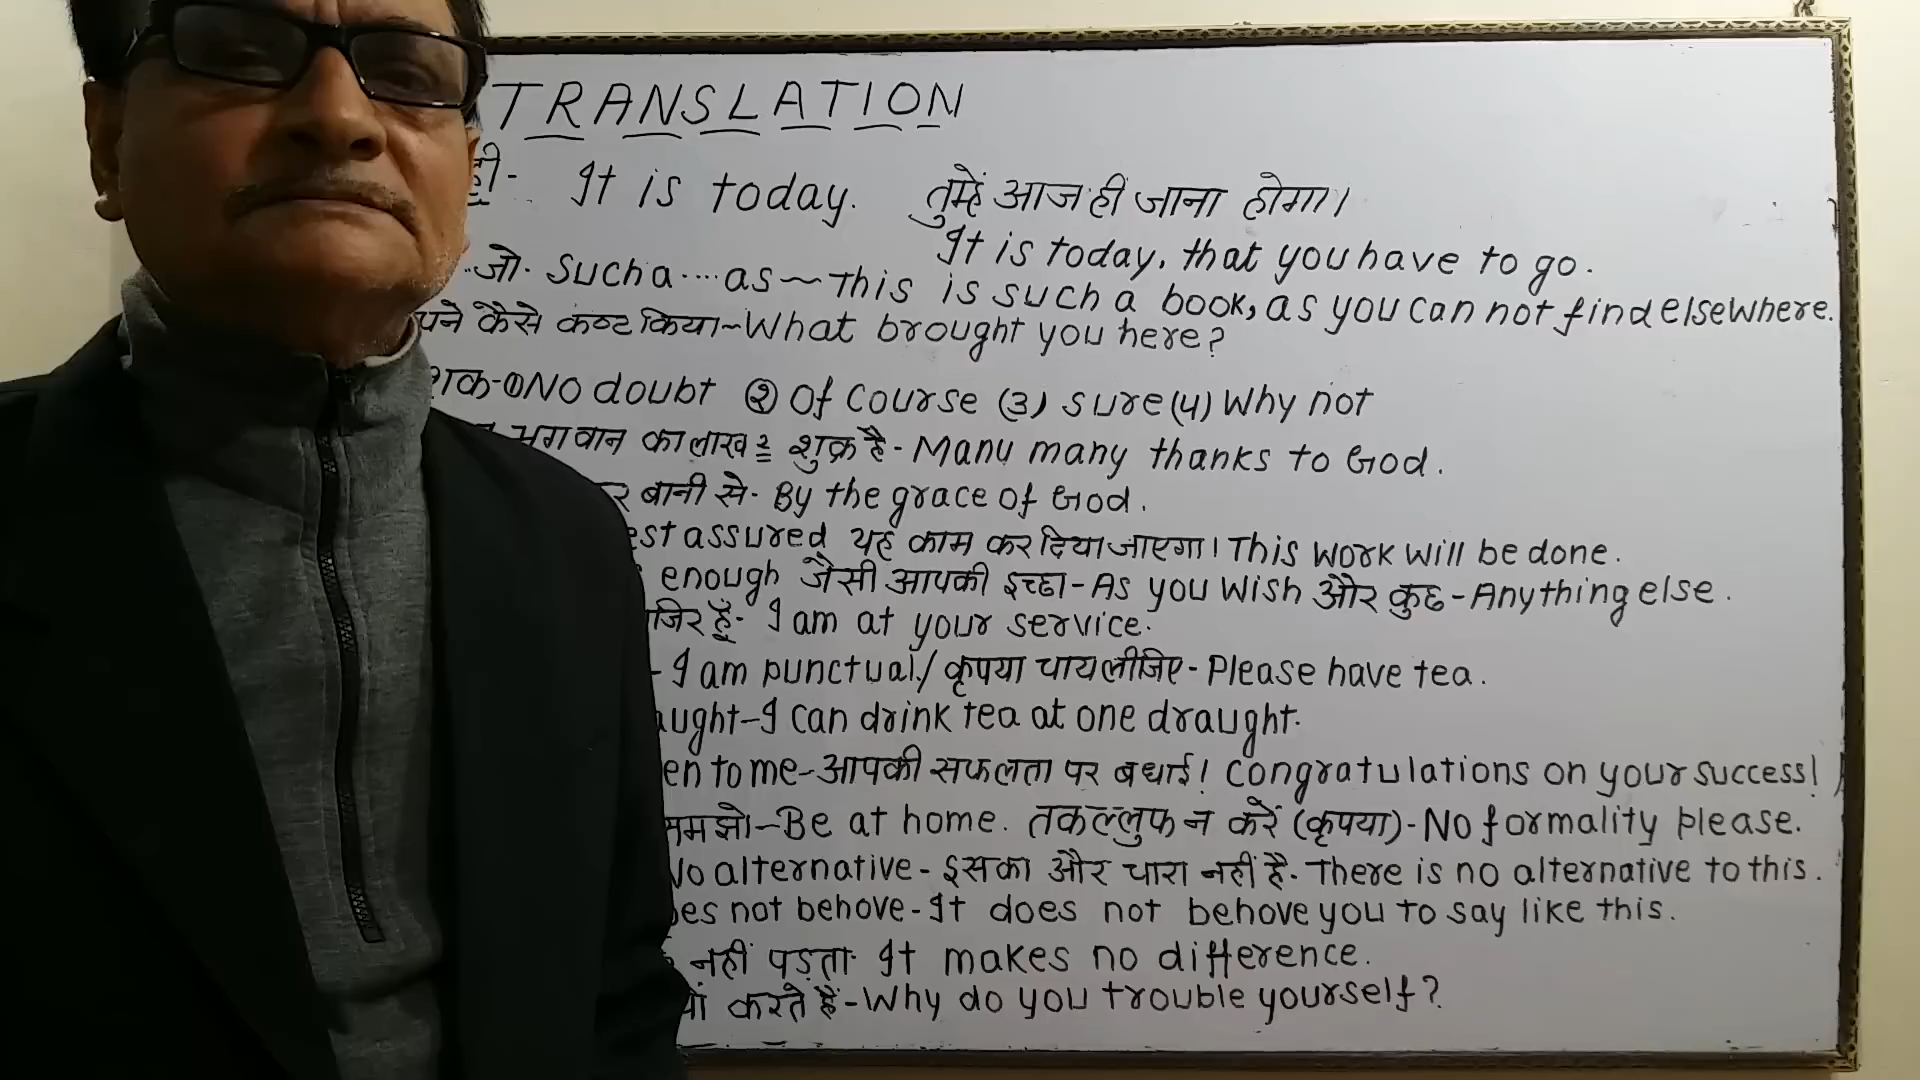 TRANSLATION
ही- It is today. तुम्हें आज ही जाना होगा।
It is today, that you have to go.
जो- Such a .... as ~ This is such a book, as you can not find elsewhere.
कैसे कष्ट किया ~ What brought you here?
① No doubt ② Of course (3) Sure (4) Why not
भगवान का लाख २ शुक्र है - Many many thanks to God.
बानी से - By the grace of God.
assured यह काम कर दिया जाएगा। This work will be done.
enough जैसी आपकी इच्छा - As you wish और कुछ - Anything else.
हूँ - I am at your service.
- I am punctual. / कृपया चाय लीजिए - Please have tea.
- I can drink tea at one draught.
to me - आपकी सफलता पर बधाई! Congratulations on your success!
समझो - Be at home. तकल्लुफ न करें (कृपया) - No formality please.
No alternative - इसका और चारा नहीं है - There is no alternative to this.
not behove - It does not behove you to say like this.
नहीं पड़ता It makes no difference.
करते हैं - Why do you trouble yourself?